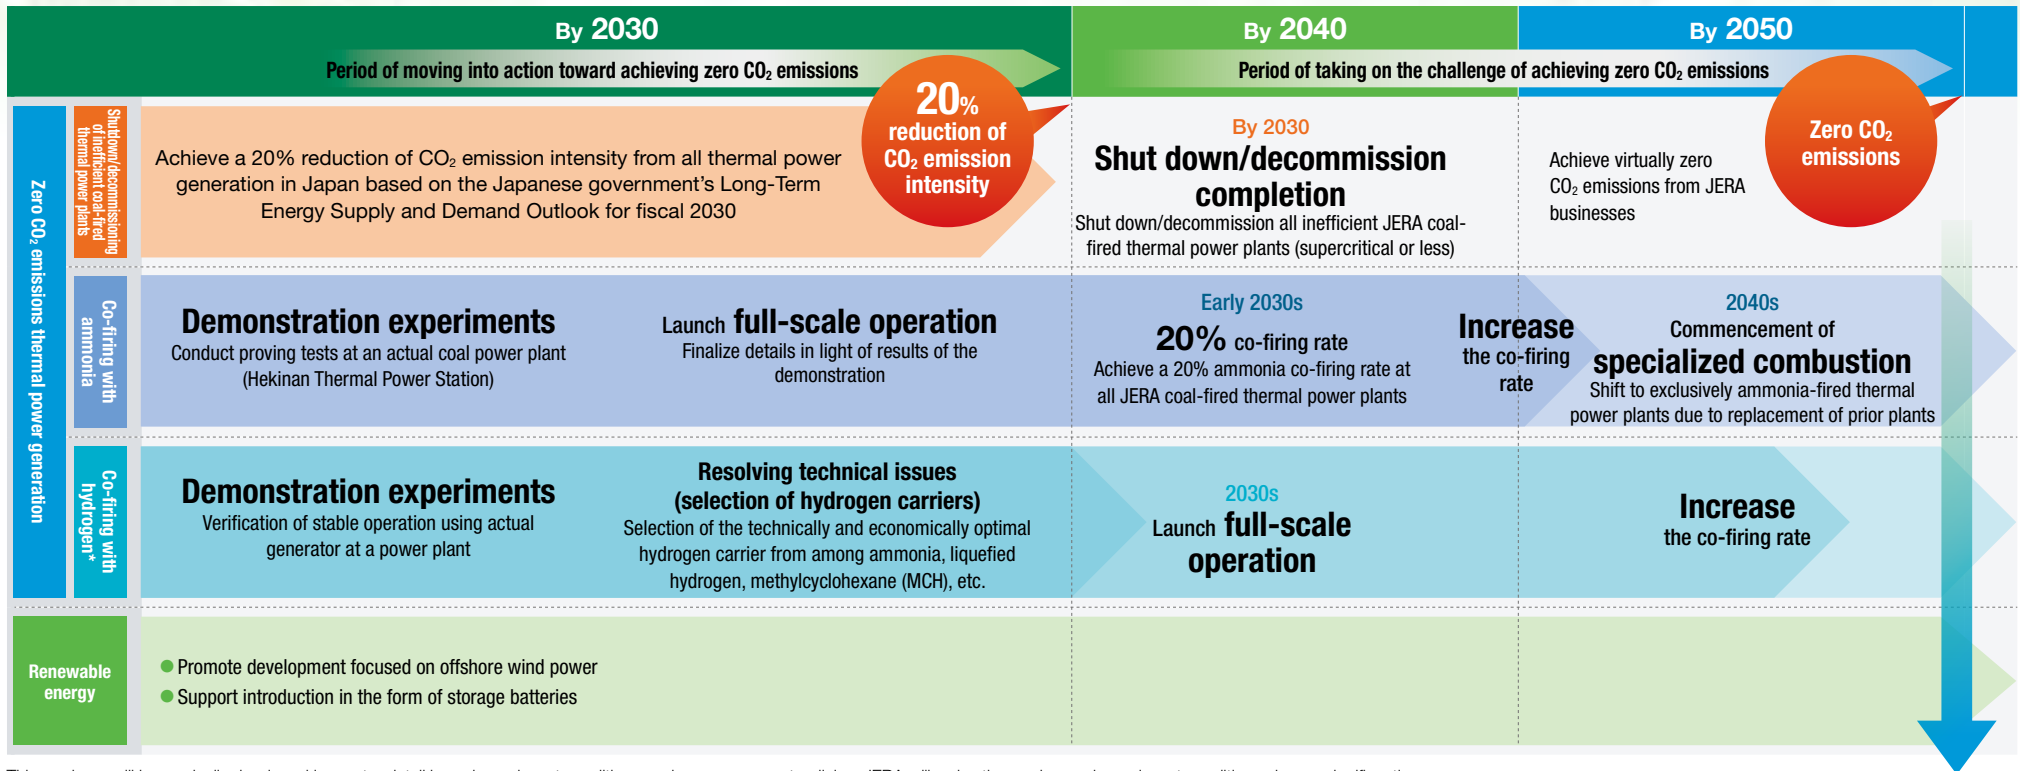 By 2030
Period of moving into action toward achieving zero CO₂ emissions
By 2040
By 2050
Period of taking on the challenge of achieving zero CO₂ emissions
Zero CO₂ emissions thermal power generation
Shutdown/decommissioning
of inefficient coal-fired
thermal power plants
Achieve a 20% reduction of CO₂ emission intensity from all thermal power
generation in Japan based on the Japanese government's Long-Term
Energy Supply and Demand Outlook for fiscal 2030
20%
reduction of
CO₂ emission
intensity
By 2030
Shut down/decommission
completion
Shut down/decommission all inefficient JERA coal-
fired thermal power plants (supercritical or less)
Achieve virtually zero
CO₂ emissions from JERA
businesses
Zero CO₂
emissions
Co-firing with
ammonia
Demonstration experiments
Conduct proving tests at an actual coal power plant
(Hekinan Thermal Power Station)
Launch full-scale operation
Finalize details in light of results of the
demonstration
Early 2030s
20% co-firing rate
Achieve a 20% ammonia co-firing rate at
all JERA coal-fired thermal power plants
Increase
the co-firing
rate
2040s
Commencement of
specialized combustion
Shift to exclusively ammonia-fired thermal
power plants due to replacement of prior plants
Co-firing with
hydrogen*
Demonstration experiments
Verification of stable operation using actual
generator at a power plant
Resolving technical issues
(selection of hydrogen carriers)
Selection of the technically and economically optimal
hydrogen carrier from among ammonia, liquefied
hydrogen, methylcyclohexane (MCH), etc.
2030s
Launch full-scale
operation
Increase
the co-firing rate
Renewable
energy
● Promote development focused on offshore wind power
● Support introduction in the form of storage batteries